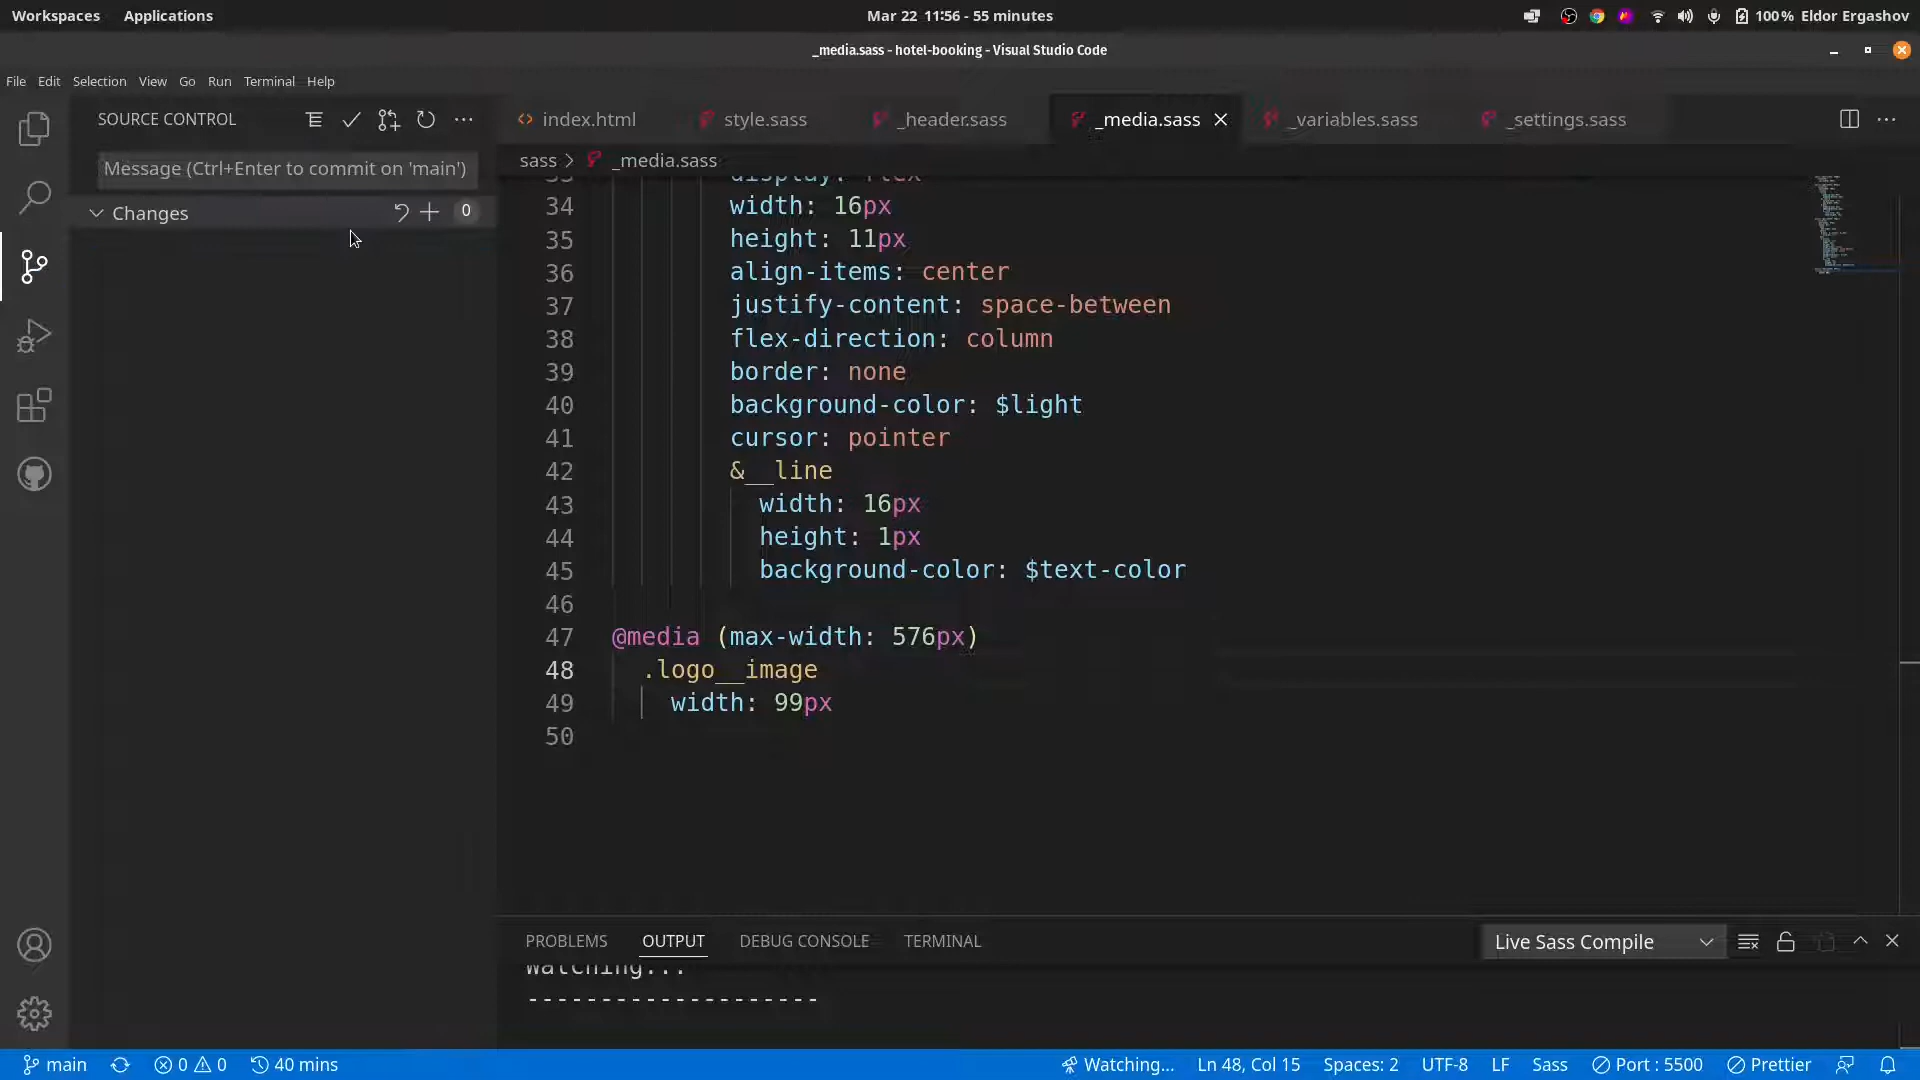 Workspaces Applications Mar 22 11:56 - 55 minutes 100% Eldor Ergashov
_media.sass - hotel-booking - Visual Studio Code
File Edit Selection View Go Run Terminal Help
SOURCE CONTROL
index.html style.sass _header.sass _media.sass _variables.sass _settings.sass
Message (Ctrl+Enter to commit on 'main')
sass > _media.sass
Changes 0
33 display: flex
34 width: 16px
35 height: 11px
36 align-items: center
37 justify-content: space-between
38 flex-direction: column
39 border: none
40 background-color: $light
41 cursor: pointer
42 &__line
43 width: 16px
44 height: 1px
45 background-color: $text-color
46
47 @media (max-width: 576px)
48 .logo__image
49 width: 99px
50
PROBLEMS OUTPUT DEBUG CONSOLE TERMINAL Live Sass Compile
Watching...
--------------------
main 0 0 40 mins Watching... Ln 48, Col 15 Spaces: 2 UTF-8 LF Sass Port : 5500 Prettier